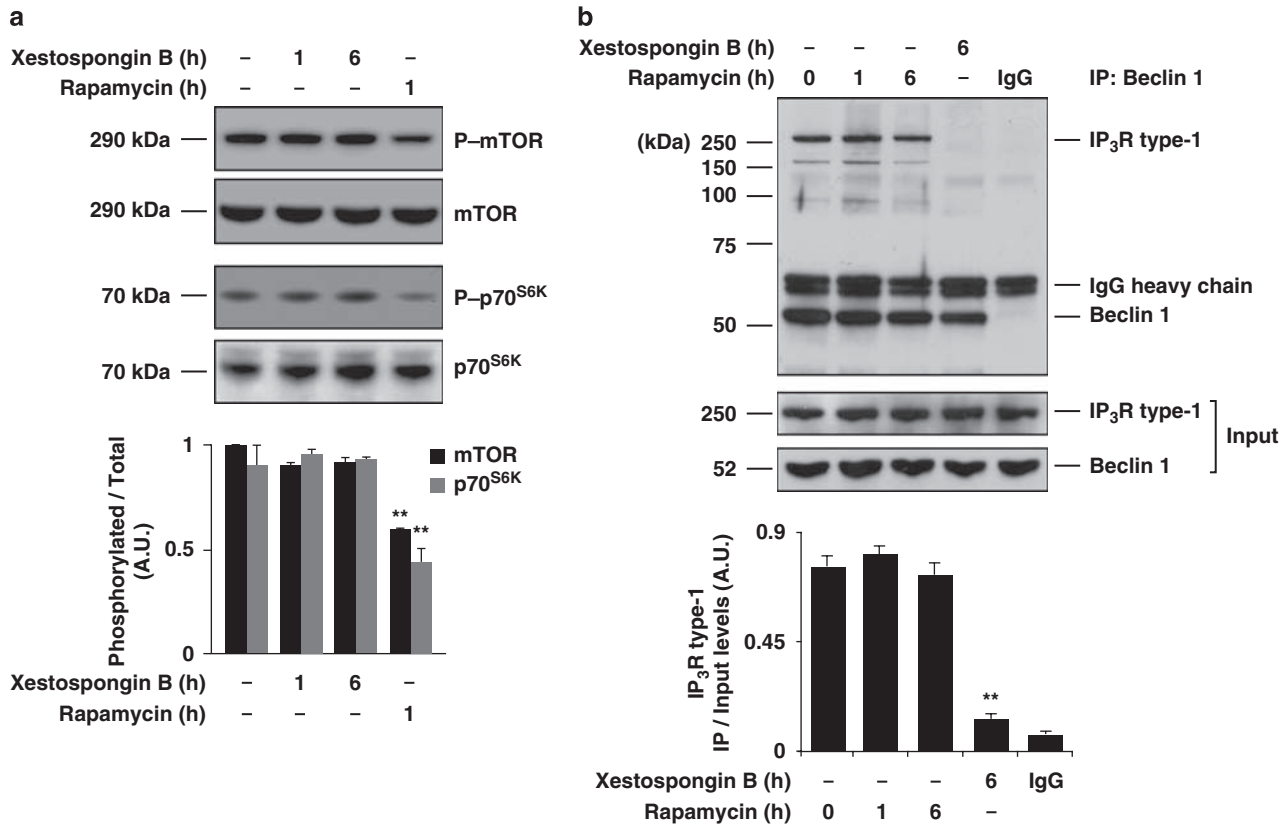 a
Xestospongin B (h) – 1 6 –
Rapamycin (h) – – – 1
290 kDa P–mTOR
290 kDa mTOR
70 kDa P–p70S6K
70 kDa p70S6K
Phosphorylated / Total
(A.U.)
1
0.5
0
mTOR
p70S6K
** **
Xestospongin B (h) – 1 6 –
Rapamycin (h) – – – 1
b
Xestospongin B (h) – – – 6
Rapamycin (h) 0 1 6 – IgG IP: Beclin 1
(kDa) 250 IP3R type-1
150
100
75
IgG heavy chain
Beclin 1
50
250 IP3R type-1
Input
52 Beclin 1
IP3R type-1
IP / Input levels (A.U.)
0.9
0.45
0
**
Xestospongin B (h) – – – 6 IgG
Rapamycin (h) 0 1 6 –